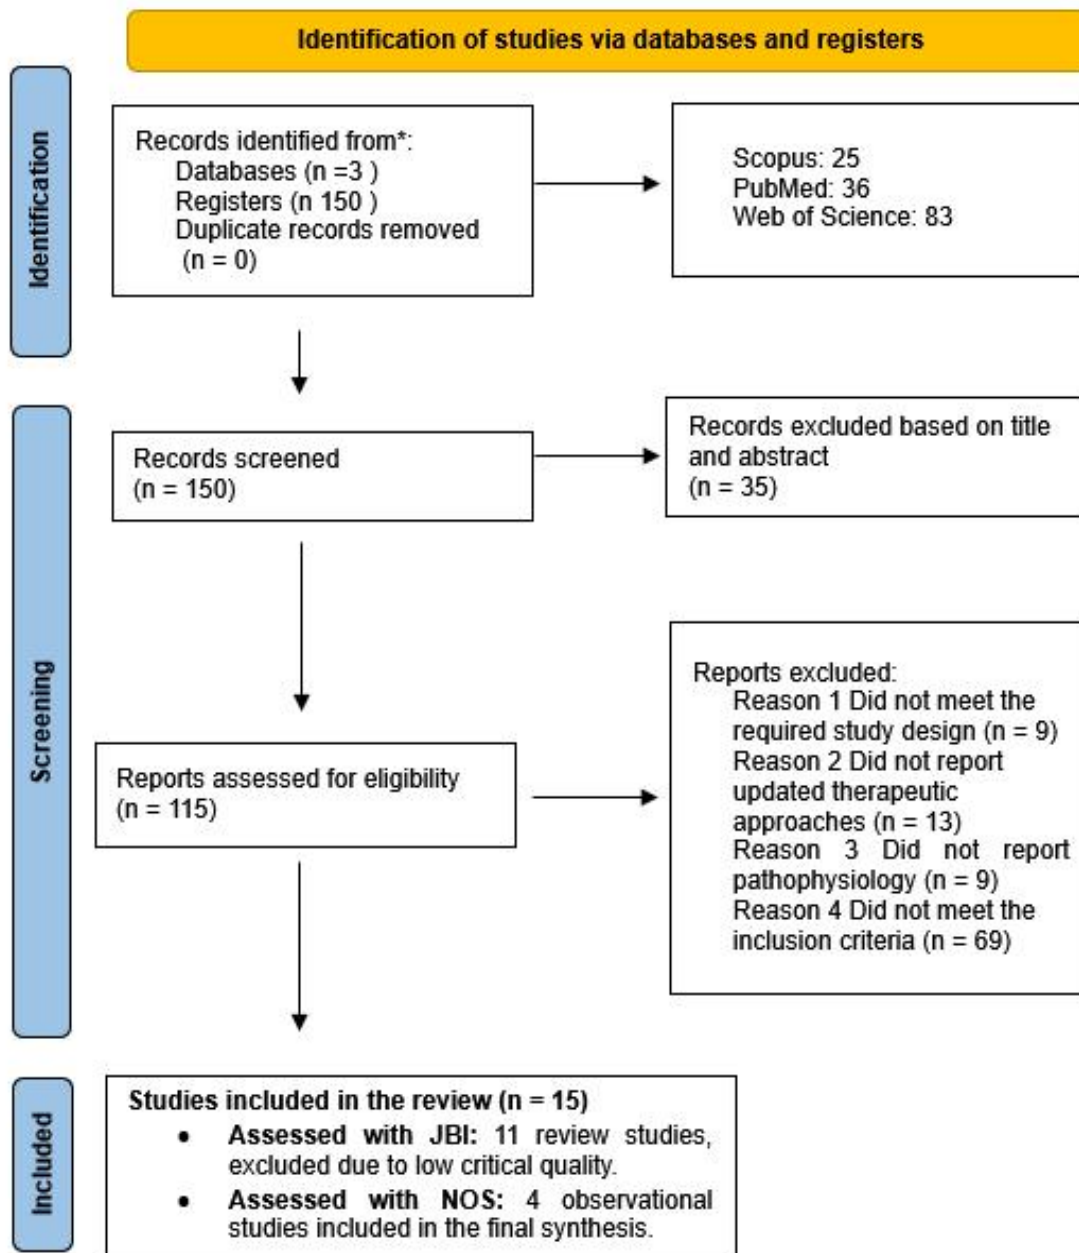 Identification of studies via databases and registers
Identification
Records identified from*:
Databases (n =3 )
Registers (n 150 )
Duplicate records removed
(n = 0)
Scopus: 25
PubMed: 36
Web of Science: 83
Screening
Records screened
(n = 150)
Records excluded based on title
and abstract
(n = 35)
Reports assessed for eligibility
(n = 115)
Reports excluded:
Reason 1 Did not meet the
required study design (n = 9)
Reason 2 Did not report
updated therapeutic
approaches (n = 13)
Reason 3 Did not report
pathophysiology (n = 9)
Reason 4 Did not meet the
inclusion criteria (n = 69)
Included
Studies included in the review (n = 15)
• Assessed with JBI: 11 review studies,
excluded due to low critical quality.
• Assessed with NOS: 4 observational
studies included in the final synthesis.